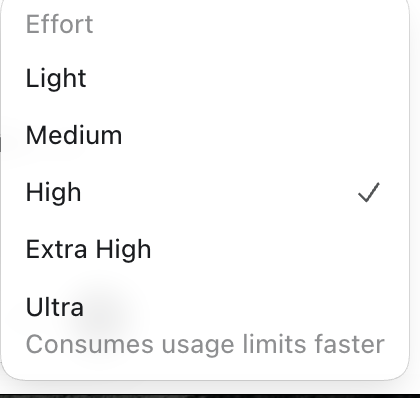 Effort
Light
Medium
High
Extra High
Ultra
Consumes usage limits faster